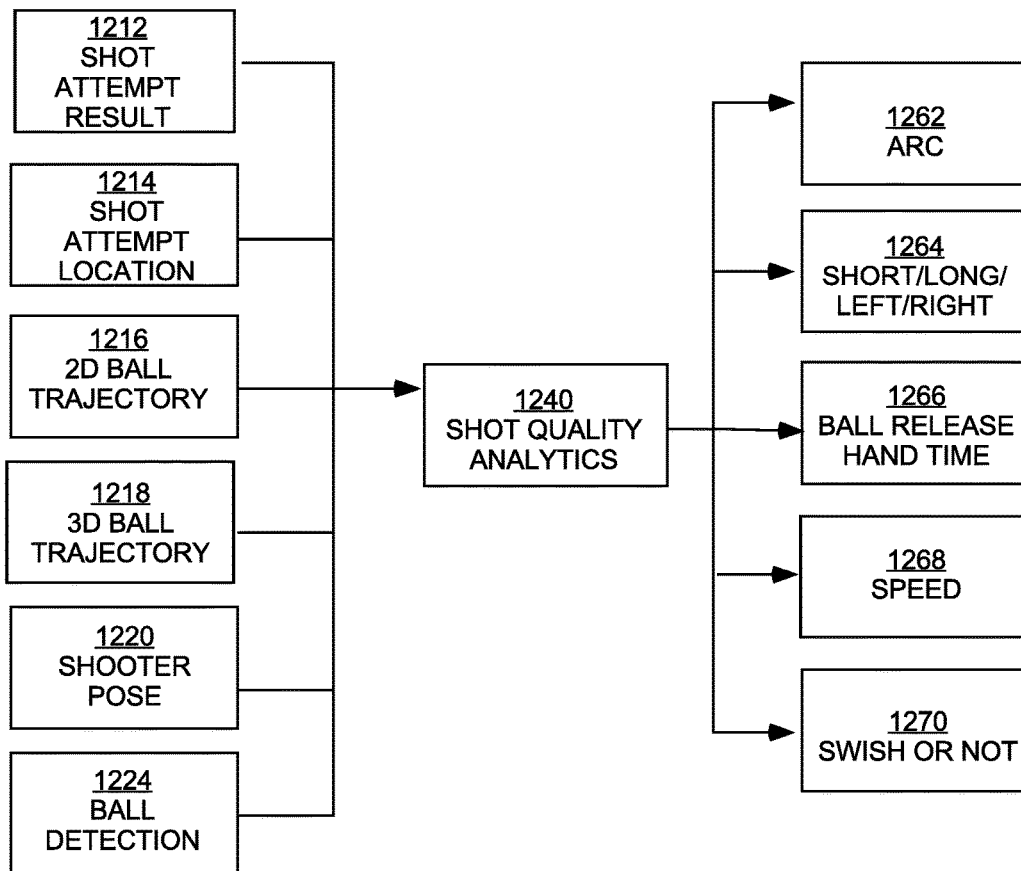 1212
SHOT
ATTEMPT
RESULT
1214
SHOT
ATTEMPT
LOCATION
1216
2D BALL
TRAJECTORY
1218
3D BALL
TRAJECTORY
1220
SHOOTER
POSE
1224
BALL
DETECTION
1240
SHOT QUALITY
ANALYTICS
1262
ARC
1264
SHORT/LONG/
LEFT/RIGHT
1266
BALL RELEASE
HAND TIME
1268
SPEED
1270
SWISH OR NOT